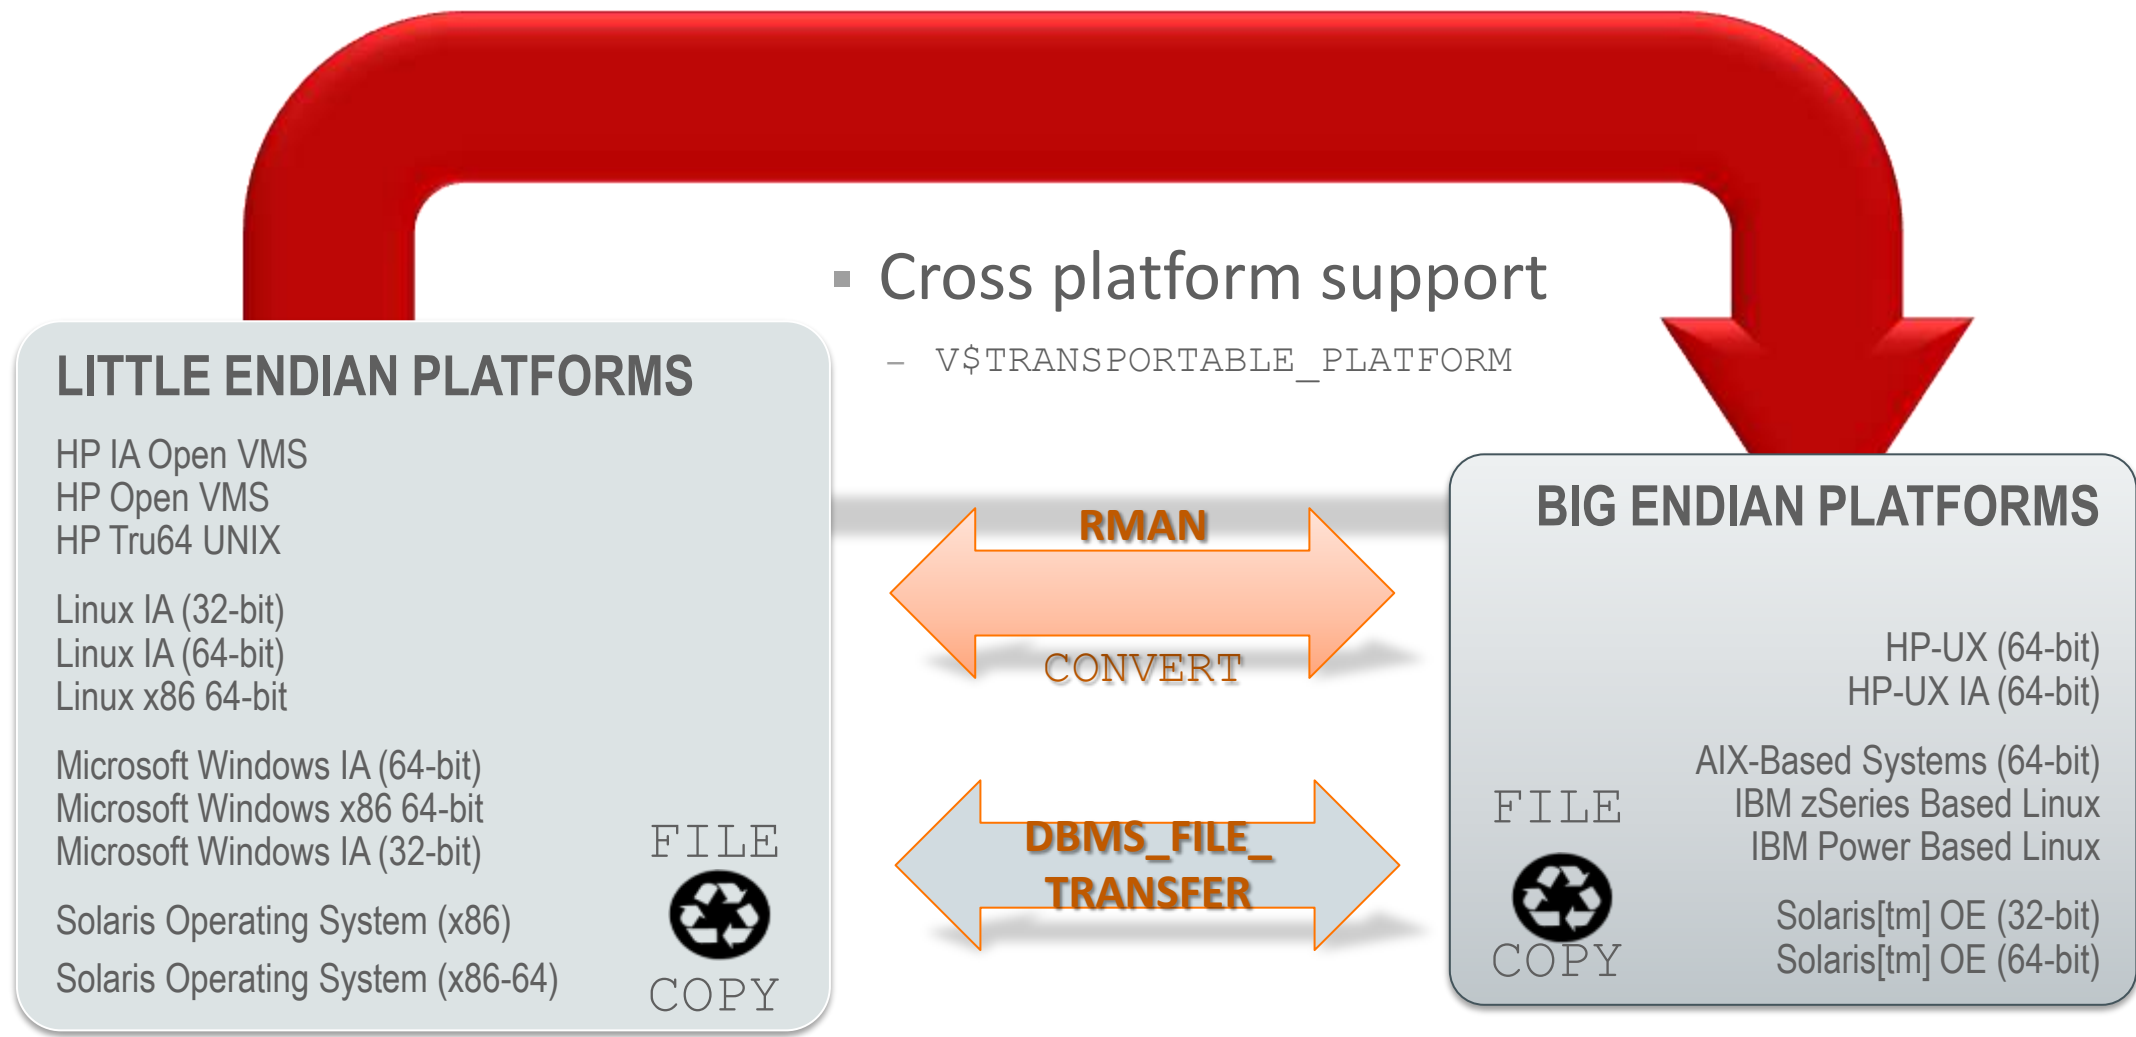 Cross platform support
– V$TRANSPORTABLE_PLATFORM
LITTLE ENDIAN PLATFORMS
HP IA Open VMS
HP Open VMS
HP Tru64 UNIX
Linux IA (32-bit)
Linux IA (64-bit)
Linux x86 64-bit
Microsoft Windows IA (64-bit)
Microsoft Windows x86 64-bit
Microsoft Windows IA (32-bit)
Solaris Operating System (x86)
Solaris Operating System (x86-64)
FILE
COPY
RMAN
CONVERT
DBMS_FILE_
TRANSFER
BIG ENDIAN PLATFORMS
HP-UX (64-bit)
HP-UX IA (64-bit)
AIX-Based Systems (64-bit)
IBM zSeries Based Linux
IBM Power Based Linux
Solaris[tm] OE (32-bit)
Solaris[tm] OE (64-bit)
FILE
COPY